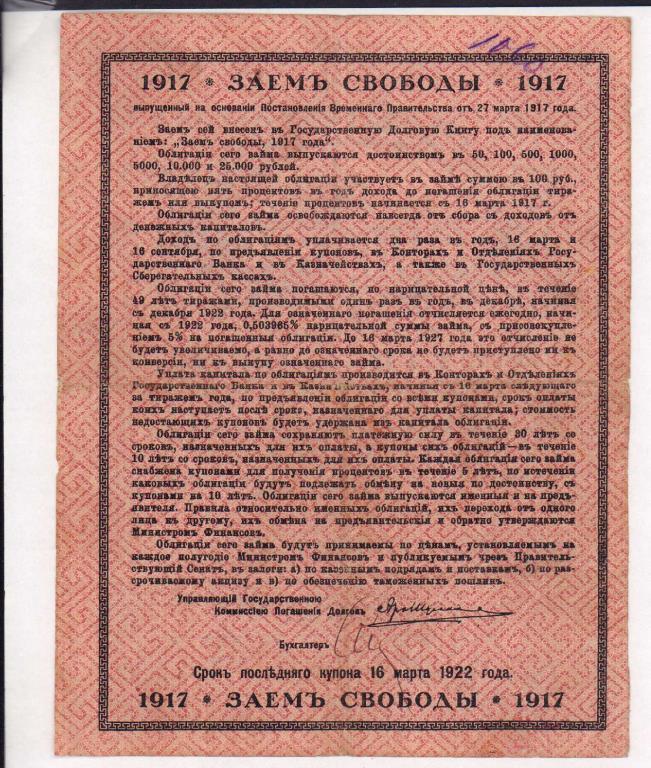 1917 * ЗАЕМЪ СВОБОДЫ * 1917
выпущенный на основаніи Постановленія Временнаго Правительства отъ 27 марта 1917 года.
Заемъ сей внесенъ въ Государственную Долговую Книгу подъ наименова-
ніемъ: „Заемъ свободы, 1917 года“.
Облигаціи сего займа выпускаются достоинствомъ въ 50, 100, 500, 1000,
5000, 10.000 и 25.000 рублей.
Владѣлецъ настоящей облигаціи участвуетъ въ займѣ суммою въ 100 руб.,
приносящею пять процентовъ въ годъ дохода до погашенія облигаціи тира-
жемъ или выкупомъ; теченіе процентовъ начинается съ 16 марта 1917 г.
Облигаціи сего займа освобождаются навсегда отъ сбора съ доходовъ отъ
денежныхъ капиталовъ.
Доходъ по облигаціямъ уплачивается два раза въ годъ, 16 марта и
16 сентября, по предъявленіи купоновъ, въ Конторахъ и Отдѣленіяхъ Госу-
дарственнаго Банка и въ Казначействахъ, а также въ Государственныхъ
Сберегательныхъ кассахъ.
Облигаціи сего займа погашаются, по нарицательной цѣнѣ, въ теченіе
49 лѣтъ тиражами, производимыми одинъ разъ въ годъ, въ декабрѣ, начиная
съ декабря 1922 года. Для означеннаго погашенія отчисляется ежегодно, начи-
ная съ 1922 года, 0,503965% нарицательной суммы займа, съ присовокупле-
ніемъ 5% на погашенныя облигаціи. До 16 марта 1927 года это отчисленіе не
будетъ увеличиваемо, а равно до означеннаго срока не будетъ приступлено ни къ
конверсіи, ни къ выкупу означеннаго займа.
Уплата капитала по облигаціямъ производится въ Конторахъ и Отдѣленіяхъ
Государственнаго Банка и въ Казначействахъ, начиная съ 16 марта слѣдующаго
за тиражемъ года, по предъявленіи облигаціи со всѣми купонами, срокъ оплаты
коихъ наступаетъ послѣ срока, назначеннаго для уплаты капитала; стоимость
недостающихъ купоновъ будетъ удержана изъ капитала облигаціи.
Облигаціи сего займа сохраняютъ платежную силу въ теченіе 30 лѣтъ со
сроковъ, назначенныхъ для ихъ оплаты, а купоны сихъ облигацій — въ теченіе
10 лѣтъ со сроковъ, назначенныхъ для ихъ оплаты. Каждая облигація сего займа
снабжена купонами для полученія процентовъ въ теченіе 5 лѣтъ, по истеченіи
каковыхъ облигаціи будутъ подлежать обмѣну на новыя по достоинству, съ
купонами на 10 лѣтъ. Облигаціи сего займа выпускаются именныя и на предъ-
явителя. Правила относительно именныхъ облигацій, ихъ перехода отъ одного
лица къ другому, ихъ обмѣна на предъявительскія и обратно утверждаются
Министромъ Финансовъ.
Облигаціи сего займа будутъ принимаемы по цѣнамъ, установляемымъ на
каждое полугодіе Министромъ Финансовъ и публикуемымъ чрезъ Правитель-
ствующій Сенатъ, въ залоги: а) по казеннымъ подрядамъ и поставкамъ, б) по раз-
срочиваемому акцизу и в) по обезпеченію таможенныхъ пошлинъ.
Управляющій Государственною
Комиссіею Погашенія Долговъ
Бухгалтеръ
Срокъ послѣдняго купона 16 марта 1922 года.
1917 * ЗАЕМЪ СВОБОДЫ * 1917